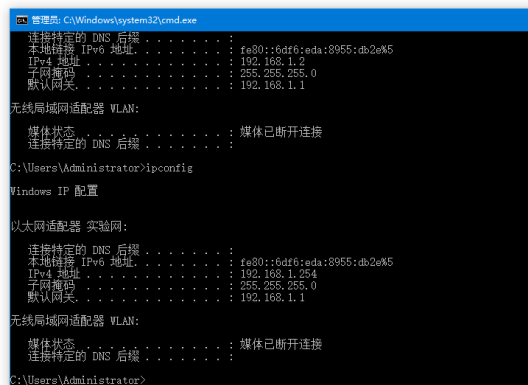 管理员: C:\Windows\system32\cmd.exe
连接特定的 DNS 后缀 . . . . . . . :
本地链接 IPv6 地址. . . . . . . . : fe80::6df6:eda:8955:db2e%5
IPv4 地址 . . . . . . . . . . . . : 192.168.1.2
子网掩码 . . . . . . . . . . . . : 255.255.255.0
默认网关. . . . . . . . . . . . . : 192.168.1.1
无线局域网适配器 WLAN:
媒体状态 . . . . . . . . . . . . : 媒体已断开连接
连接特定的 DNS 后缀 . . . . . . . :
C:\Users\Administrator>ipconfig
Windows IP 配置
以太网适配器 实验网:
连接特定的 DNS 后缀 . . . . . . . :
本地链接 IPv6 地址. . . . . . . . : fe80::6df6:eda:8955:db2e%5
IPv4 地址 . . . . . . . . . . . . : 192.168.1.254
子网掩码 . . . . . . . . . . . . : 255.255.255.0
默认网关. . . . . . . . . . . . . : 192.168.1.1
无线局域网适配器 WLAN:
媒体状态 . . . . . . . . . . . . : 媒体已断开连接
连接特定的 DNS 后缀 . . . . . . . :
C:\Users\Administrator>